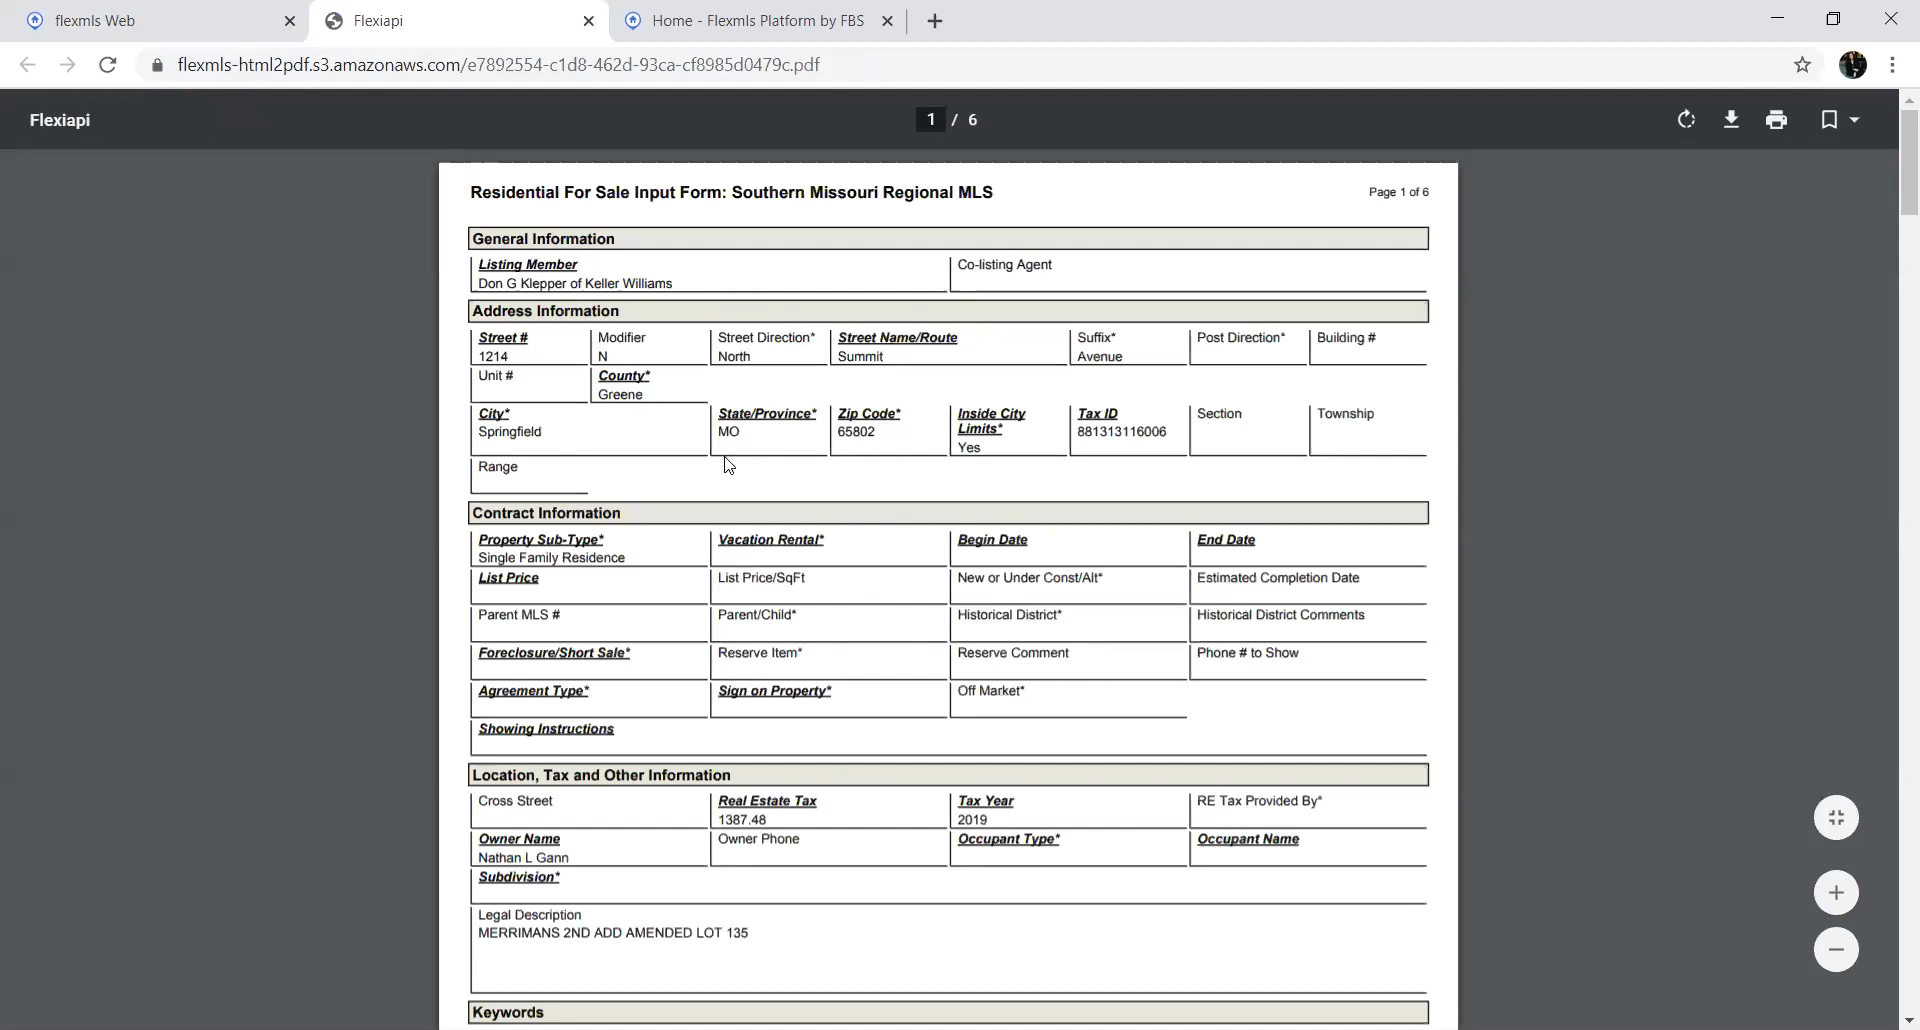 flexmls Web
Flexiapi
Home - Flexmls Platform by FBS
flexmls-html2pdf.s3.amazonaws.com/e7892554-c1d8-462d-93ca-cf8985d0479c.pdf
Flexiapi
1 / 6
Residential For Sale Input Form: Southern Missouri Regional MLS
Page 1 of 6
General Information
Listing Member Co-listing Agent
Don G Klepper of Keller Williams
Address Information
Street # Modifier Street Direction* Street Name/Route Suffix* Post Direction* Building #
1214 N North Summit Avenue
Unit # County*
Greene
City* State/Province* Zip Code* Inside City Tax ID Section Township
Limits*
Springfield MO 65802 881313116006
Yes
Range
Contract Information
Property Sub-Type* Vacation Rental* Begin Date End Date
Single Family Residence
List Price List Price/SqFt New or Under Const/Alt* Estimated Completion Date
Parent MLS # Parent/Child* Historical District* Historical District Comments
Foreclosure/Short Sale* Reserve Item* Reserve Comment Phone # to Show
Agreement Type* Sign on Property* Off Market*
Showing Instructions
Location, Tax and Other Information
Cross Street Real Estate Tax Tax Year RE Tax Provided By*
1387.48 2019
Owner Name Owner Phone Occupant Type* Occupant Name
Nathan L Gann
Subdivision*
Legal Description
MERRIMANS 2ND ADD AMENDED LOT 135
Keywords